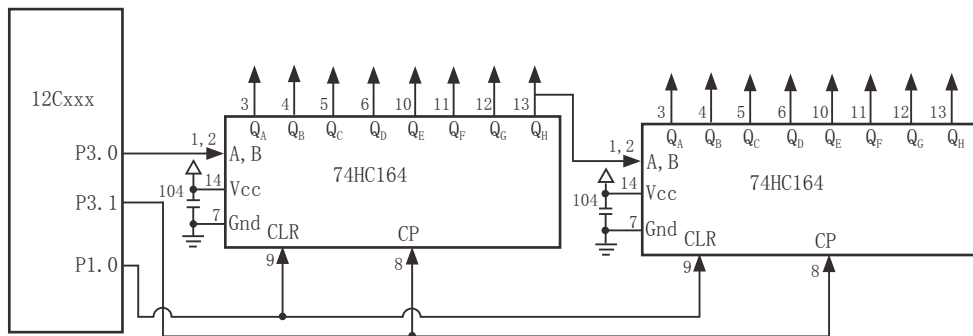 12Cxxx
P3.0
P3.1
P1.0
3 4 5 6 10 11 12 13
QA QB QC QD QE QF QG QH
1,2
A,B
74HC164
104
14
Vcc
7
Gnd
CLR
CP
9
8
3 4 5 6 10 11 12 13
QA QB QC QD QE QF QG QH
1,2
A,B
74HC164
104
14
Vcc
7
Gnd
CLR
CP
9
8